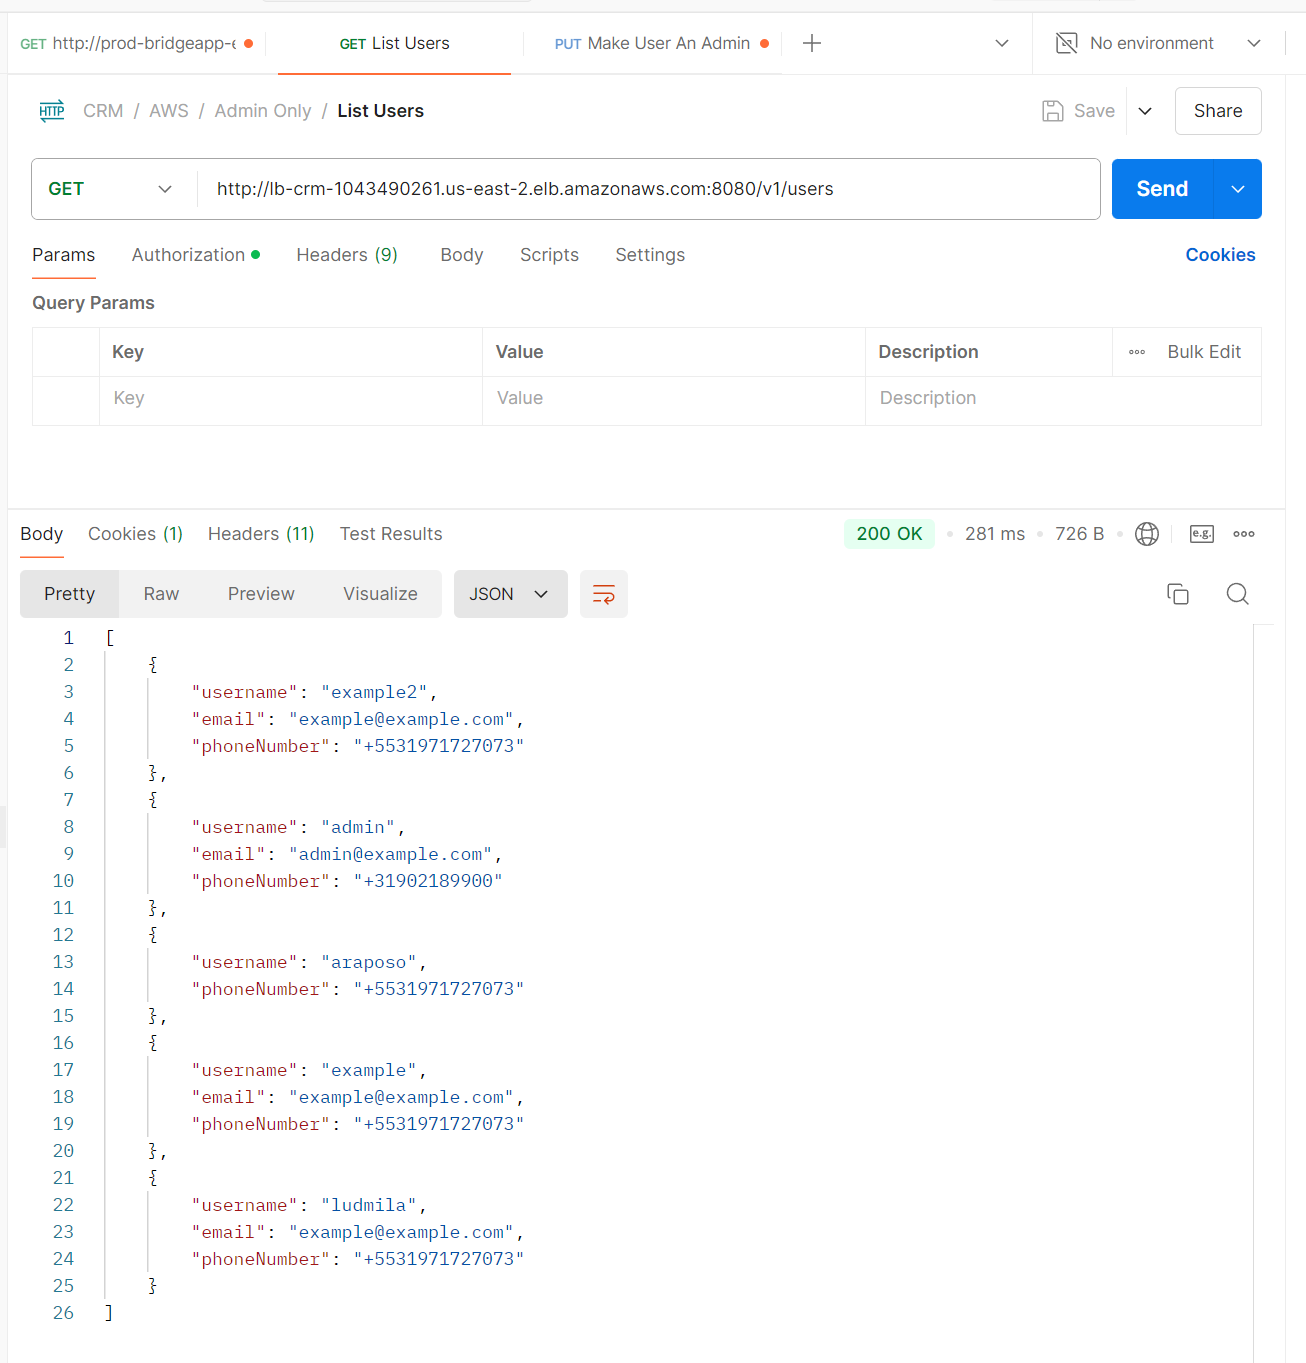 GET http://prod-bridgeapp-e
GET List Users
PUT Make User An Admin
No environment
HTTP CRM / AWS / Admin Only / List Users
Save
Share
GET
http://lb-crm-1043490261.us-east-2.elb.amazonaws.com:8080/v1/users
Send
Params Authorization Headers (9) Body Scripts Settings Cookies
Query Params
Key Value Description Bulk Edit
Key Value Description
Body Cookies (1) Headers (11) Test Results 200 OK 281 ms 726 B e.g.
Pretty Raw Preview Visualize JSON
1 [
2 {
3 "username": "example2",
4 "email": "example@example.com",
5 "phoneNumber": "+5531971727073"
6 },
7 {
8 "username": "admin",
9 "email": "admin@example.com",
10 "phoneNumber": "+31902189900"
11 },
12 {
13 "username": "araposo",
14 "phoneNumber": "+5531971727073"
15 },
16 {
17 "username": "example",
18 "email": "example@example.com",
19 "phoneNumber": "+5531971727073"
20 },
21 {
22 "username": "ludmila",
23 "email": "example@example.com",
24 "phoneNumber": "+5531971727073"
25 }
26 ]